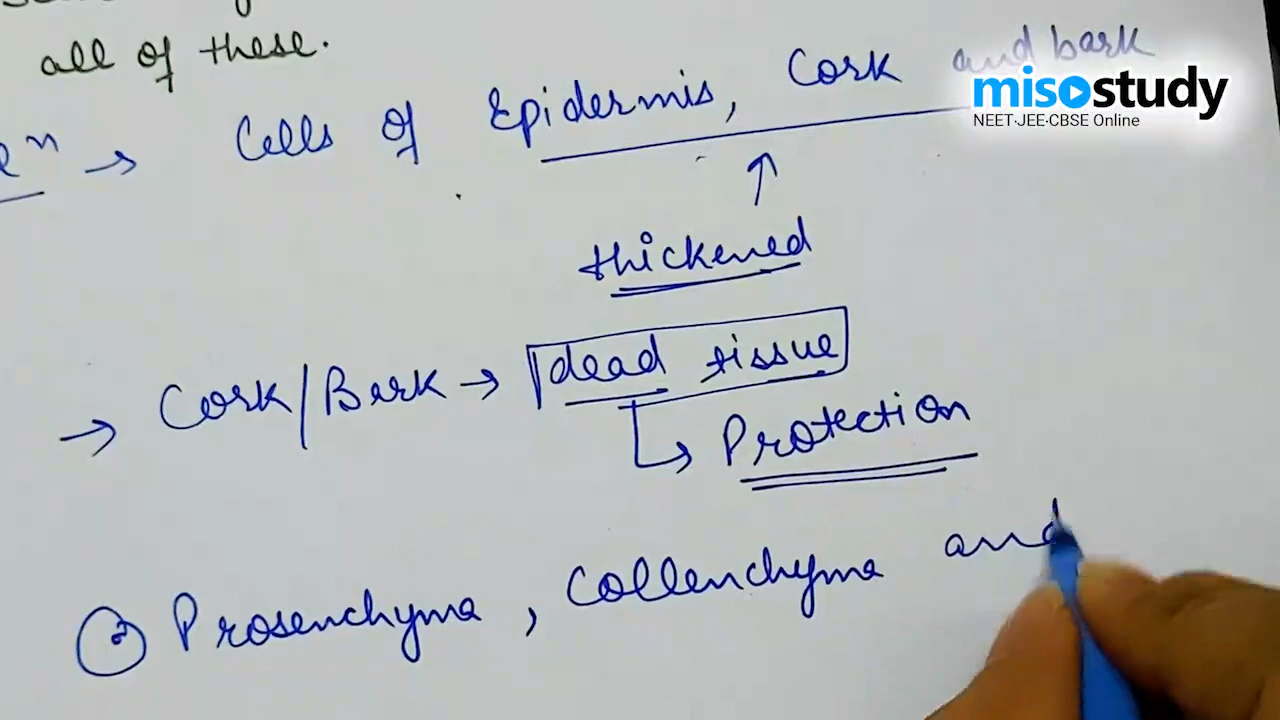 all of these.
→ Cells of Epidermis, Cork and bark
misostudy
NEET·JEE·CBSE Online
↑
thickened
→ Cork/Bark → dead tissue
↳ Protection
② Prosenchyma, Collenchyma and